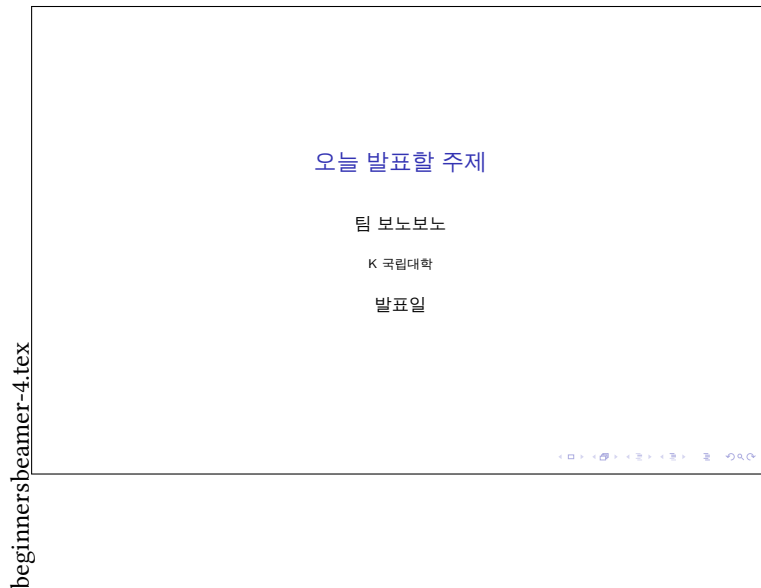 오늘 발표할 주제
팀 보노보노
K 국립대학
발표일
beginnersbeamer-4.tex